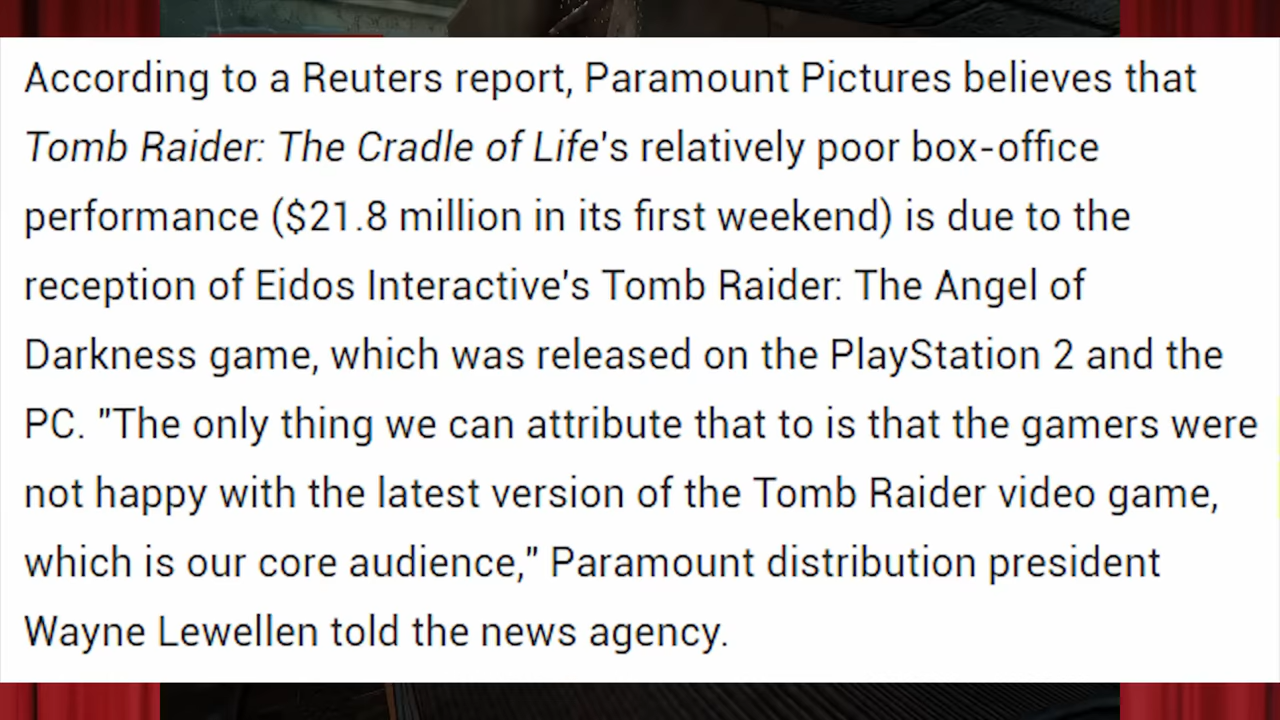 According to a Reuters report, Paramount Pictures believes that
Tomb Raider: The Cradle of Life's relatively poor box-office
performance ($21.8 million in its first weekend) is due to the
reception of Eidos Interactive's Tomb Raider: The Angel of
Darkness game, which was released on the PlayStation 2 and the
PC. "The only thing we can attribute that to is that the gamers were
not happy with the latest version of the Tomb Raider video game,
which is our core audience," Paramount distribution president
Wayne Lewellen told the news agency.